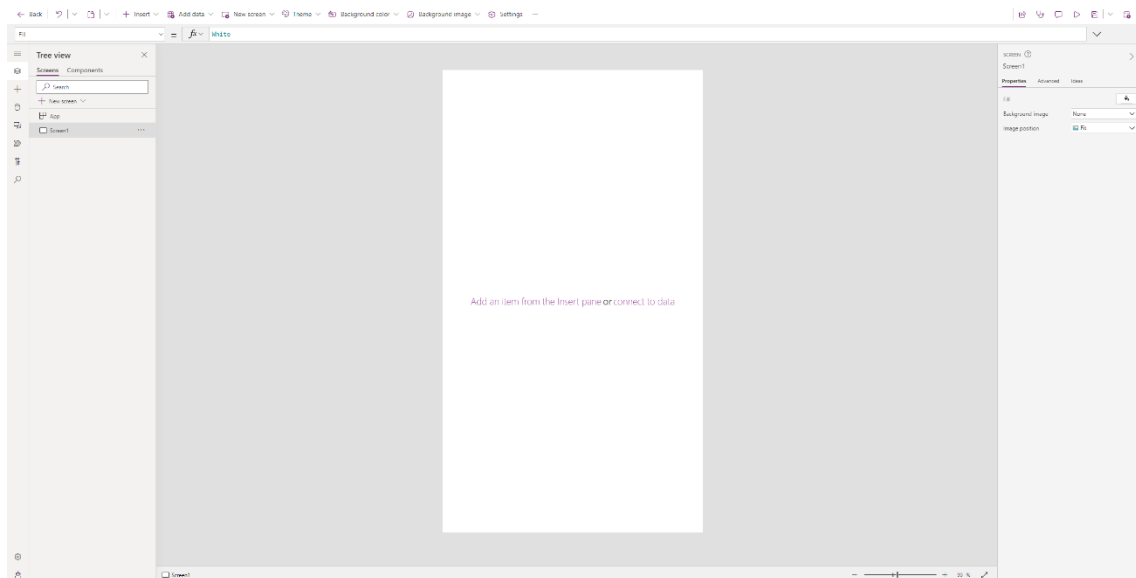 Back Insert Add data New screen Theme Background color Background image Settings
Fill = fx White
Tree view
Screens Components
Search
New screen
App
Screen1
Add an item from the Insert pane or connect to data
Screen1
SCREEN
Screen1
Properties Advanced Ideas
Fill
Background image None
Image position Fit
%